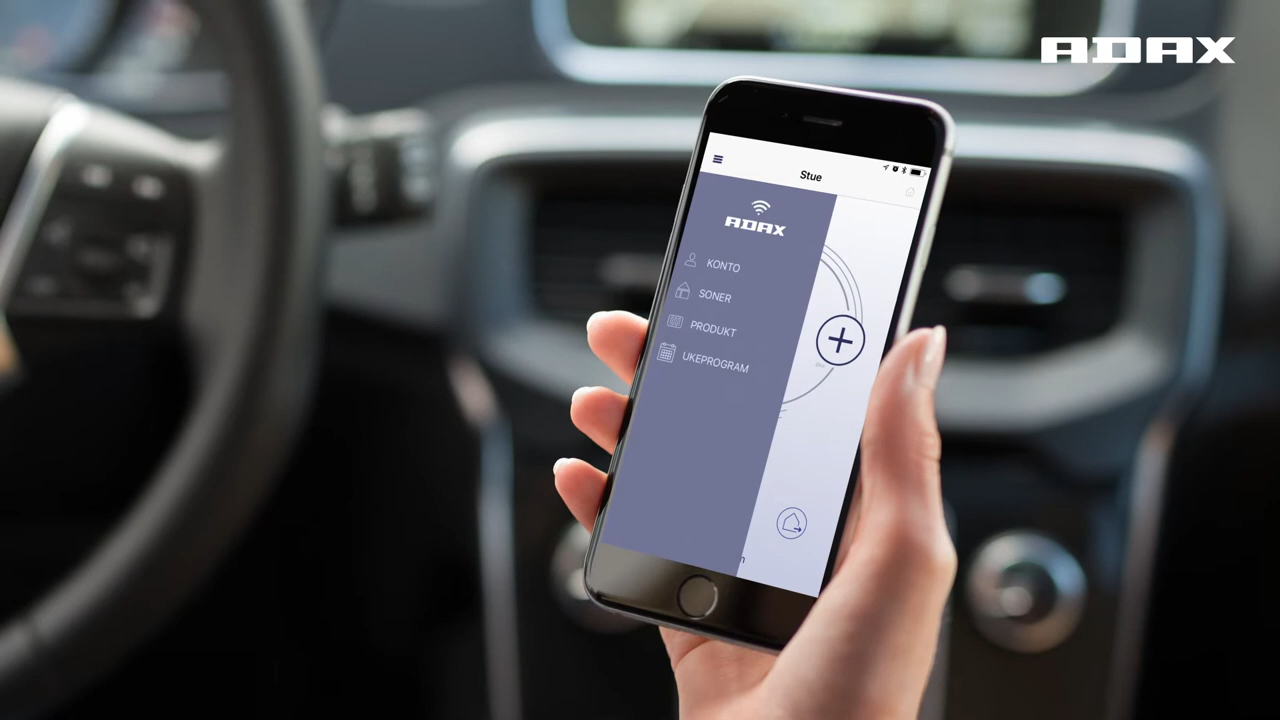 ADAX
Stue
ADAX
KONTO
SONER
PRODUKT
UKEPROGRAM